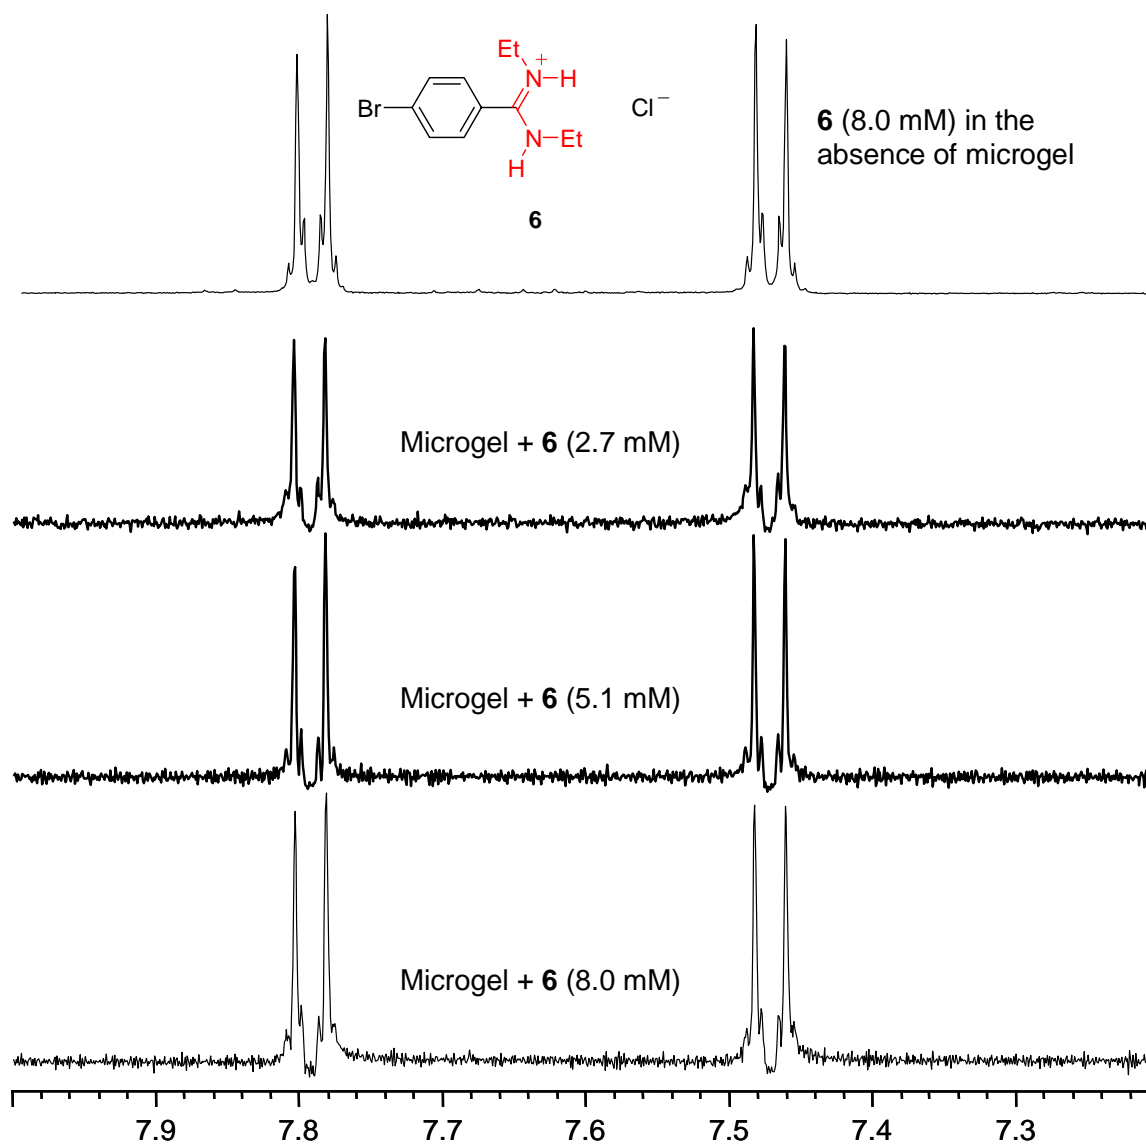 Et
N
+
H
Br
N
Et
H
Cl
−
6
6 (8.0 mM) in the
absence of microgel
Microgel + 6 (2.7 mM)
Microgel + 6 (5.1 mM)
Microgel + 6 (8.0 mM)
7.9 7.8 7.7 7.6 7.5 7.4 7.3